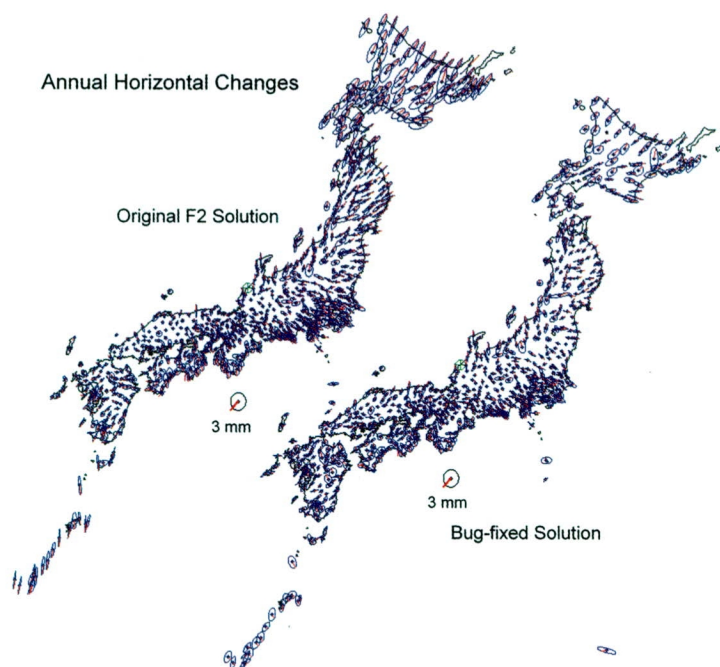 Annual Horizontal Changes
Original F2 Solution
3 mm
3 mm
Bug-fixed Solution